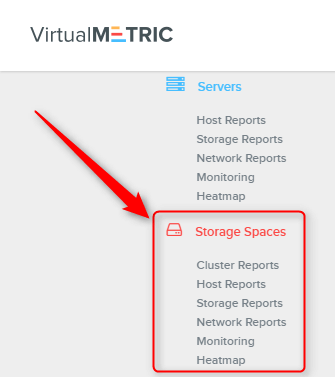 VirtualMETRIC
Servers
Host Reports
Storage Reports
Network Reports
Monitoring
Heatmap
Storage Spaces
Cluster Reports
Host Reports
Storage Reports
Network Reports
Monitoring
Heatmap